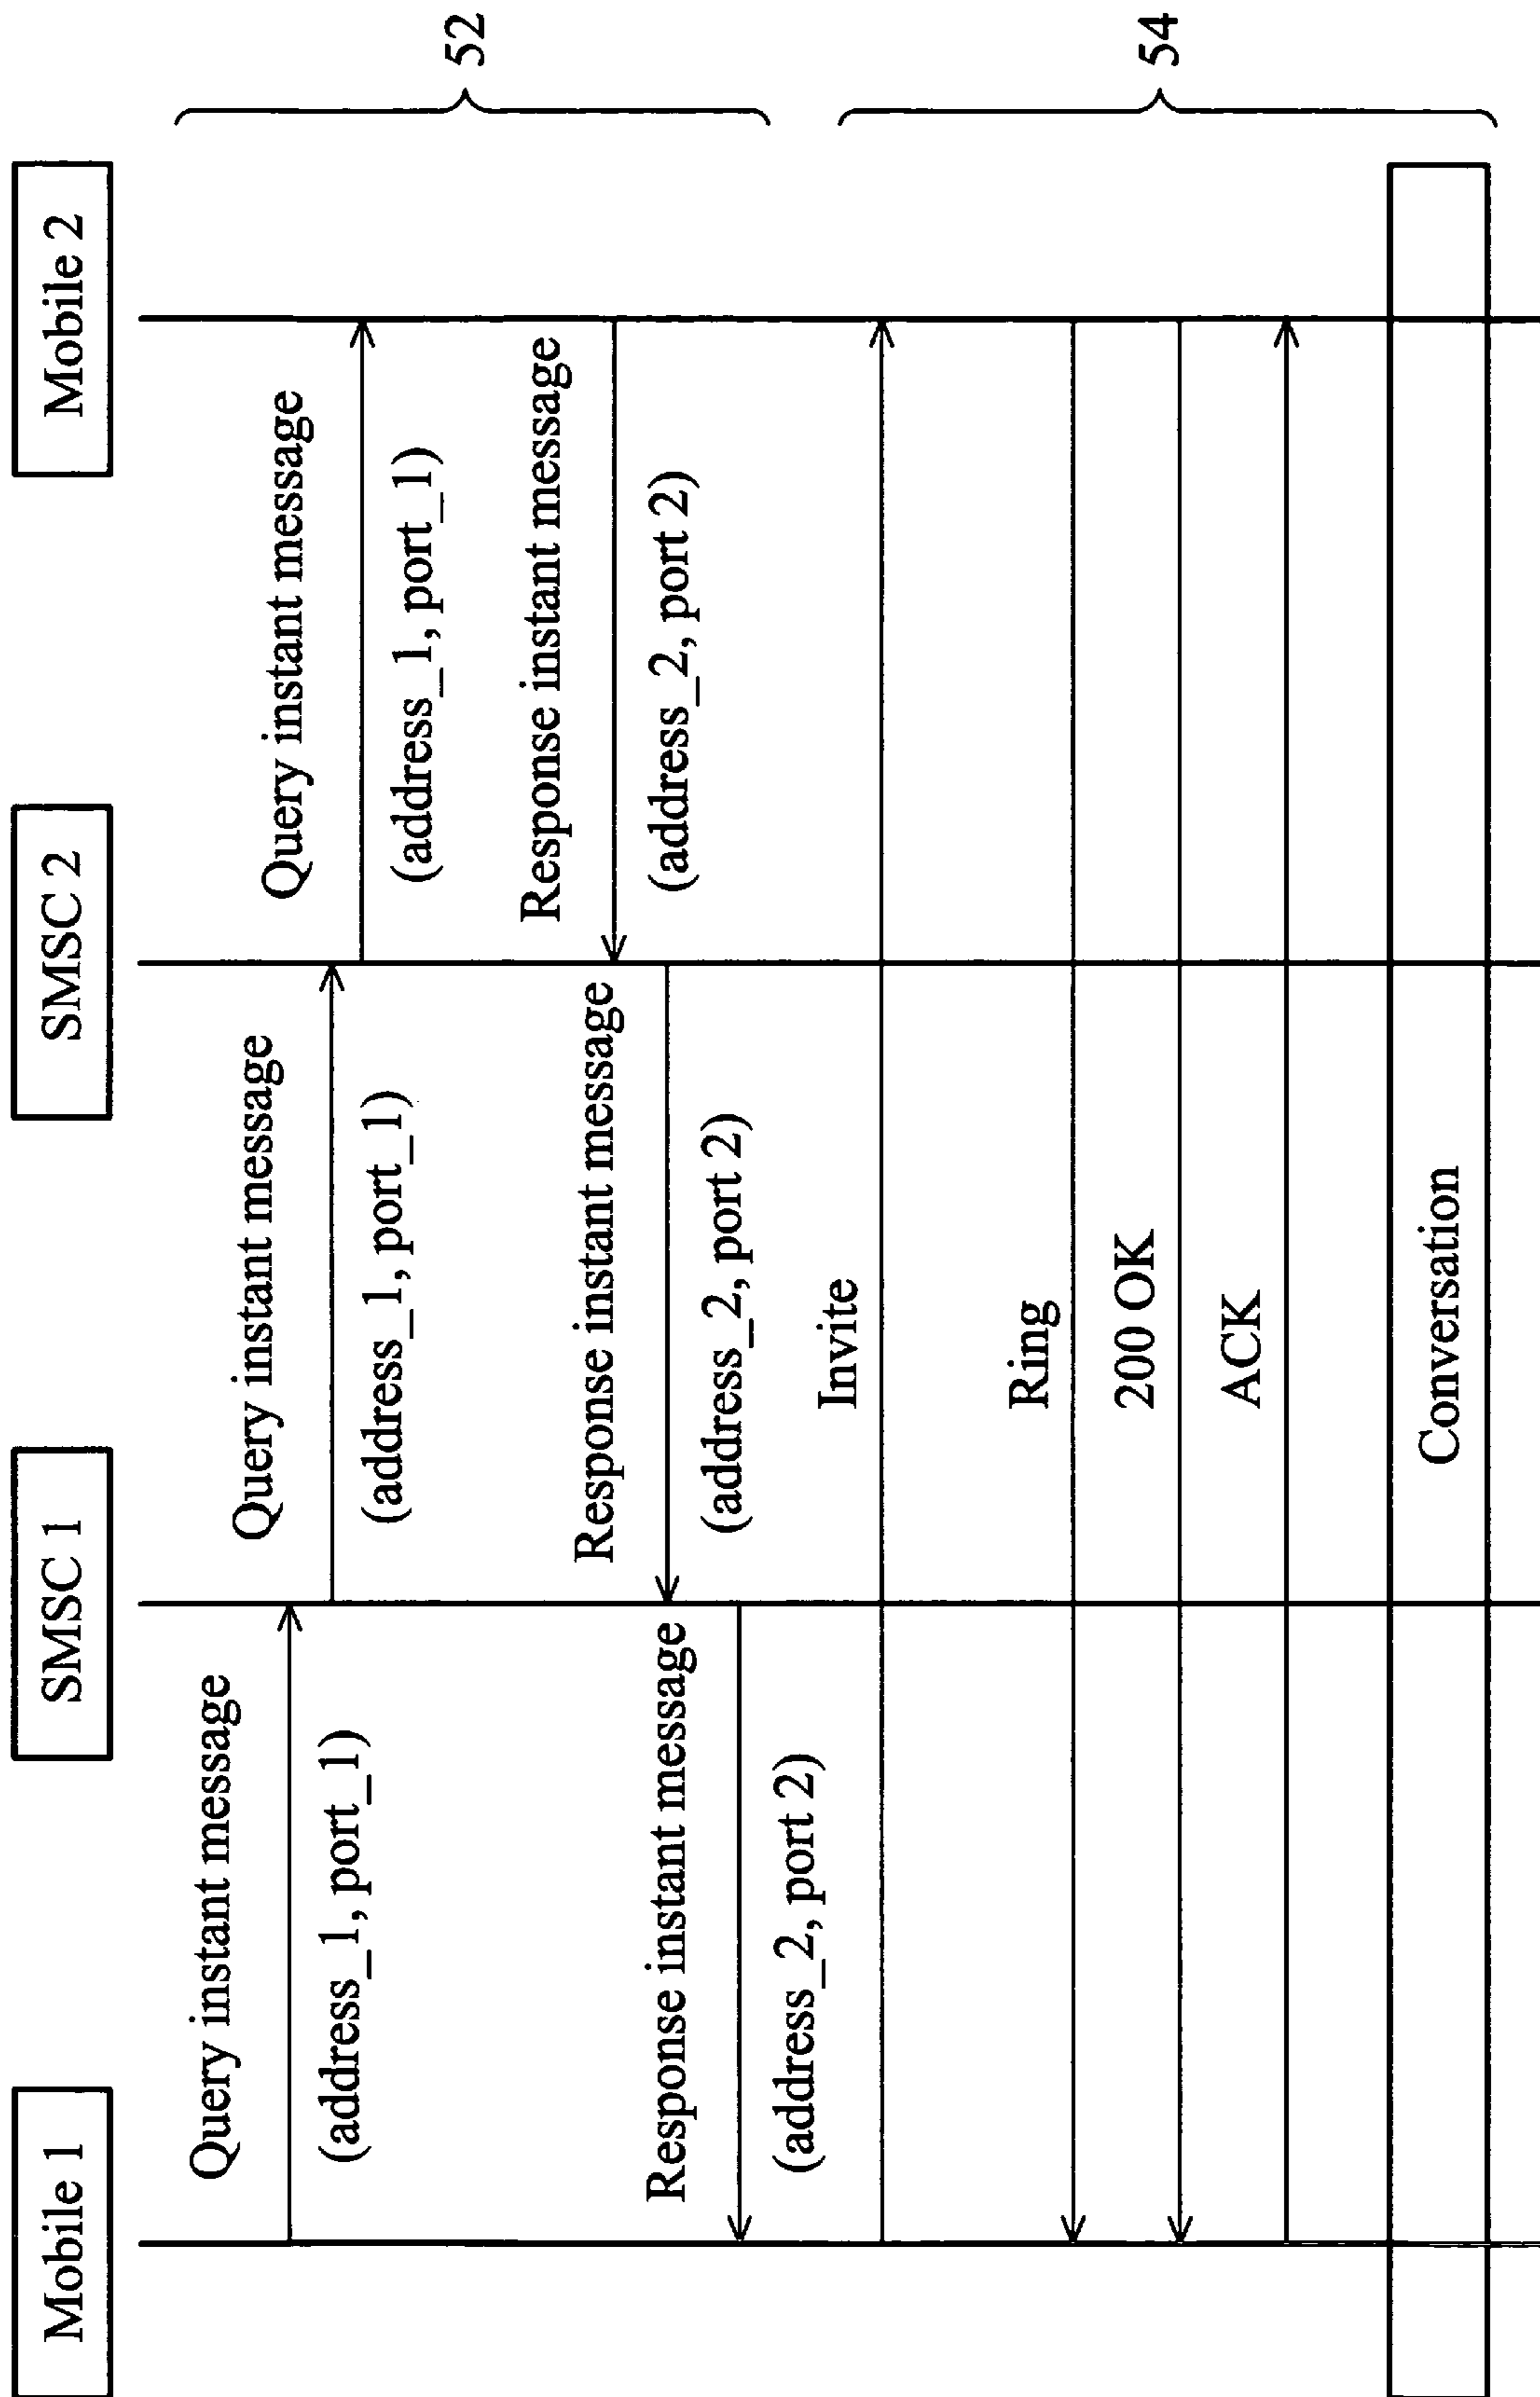 Mobile 1
SMSC 1
SMSC 2
Mobile 2
Query instant message
(address_1, port_1)
Query instant message
(address_1, port_1)
Query instant message
(address_1, port_1)
Response instant message
(address_2, port 2)
Response instant message
(address_2, port 2)
Response instant message
(address_2, port 2)
52
Invite
Ring
200 OK
ACK
Conversation
54